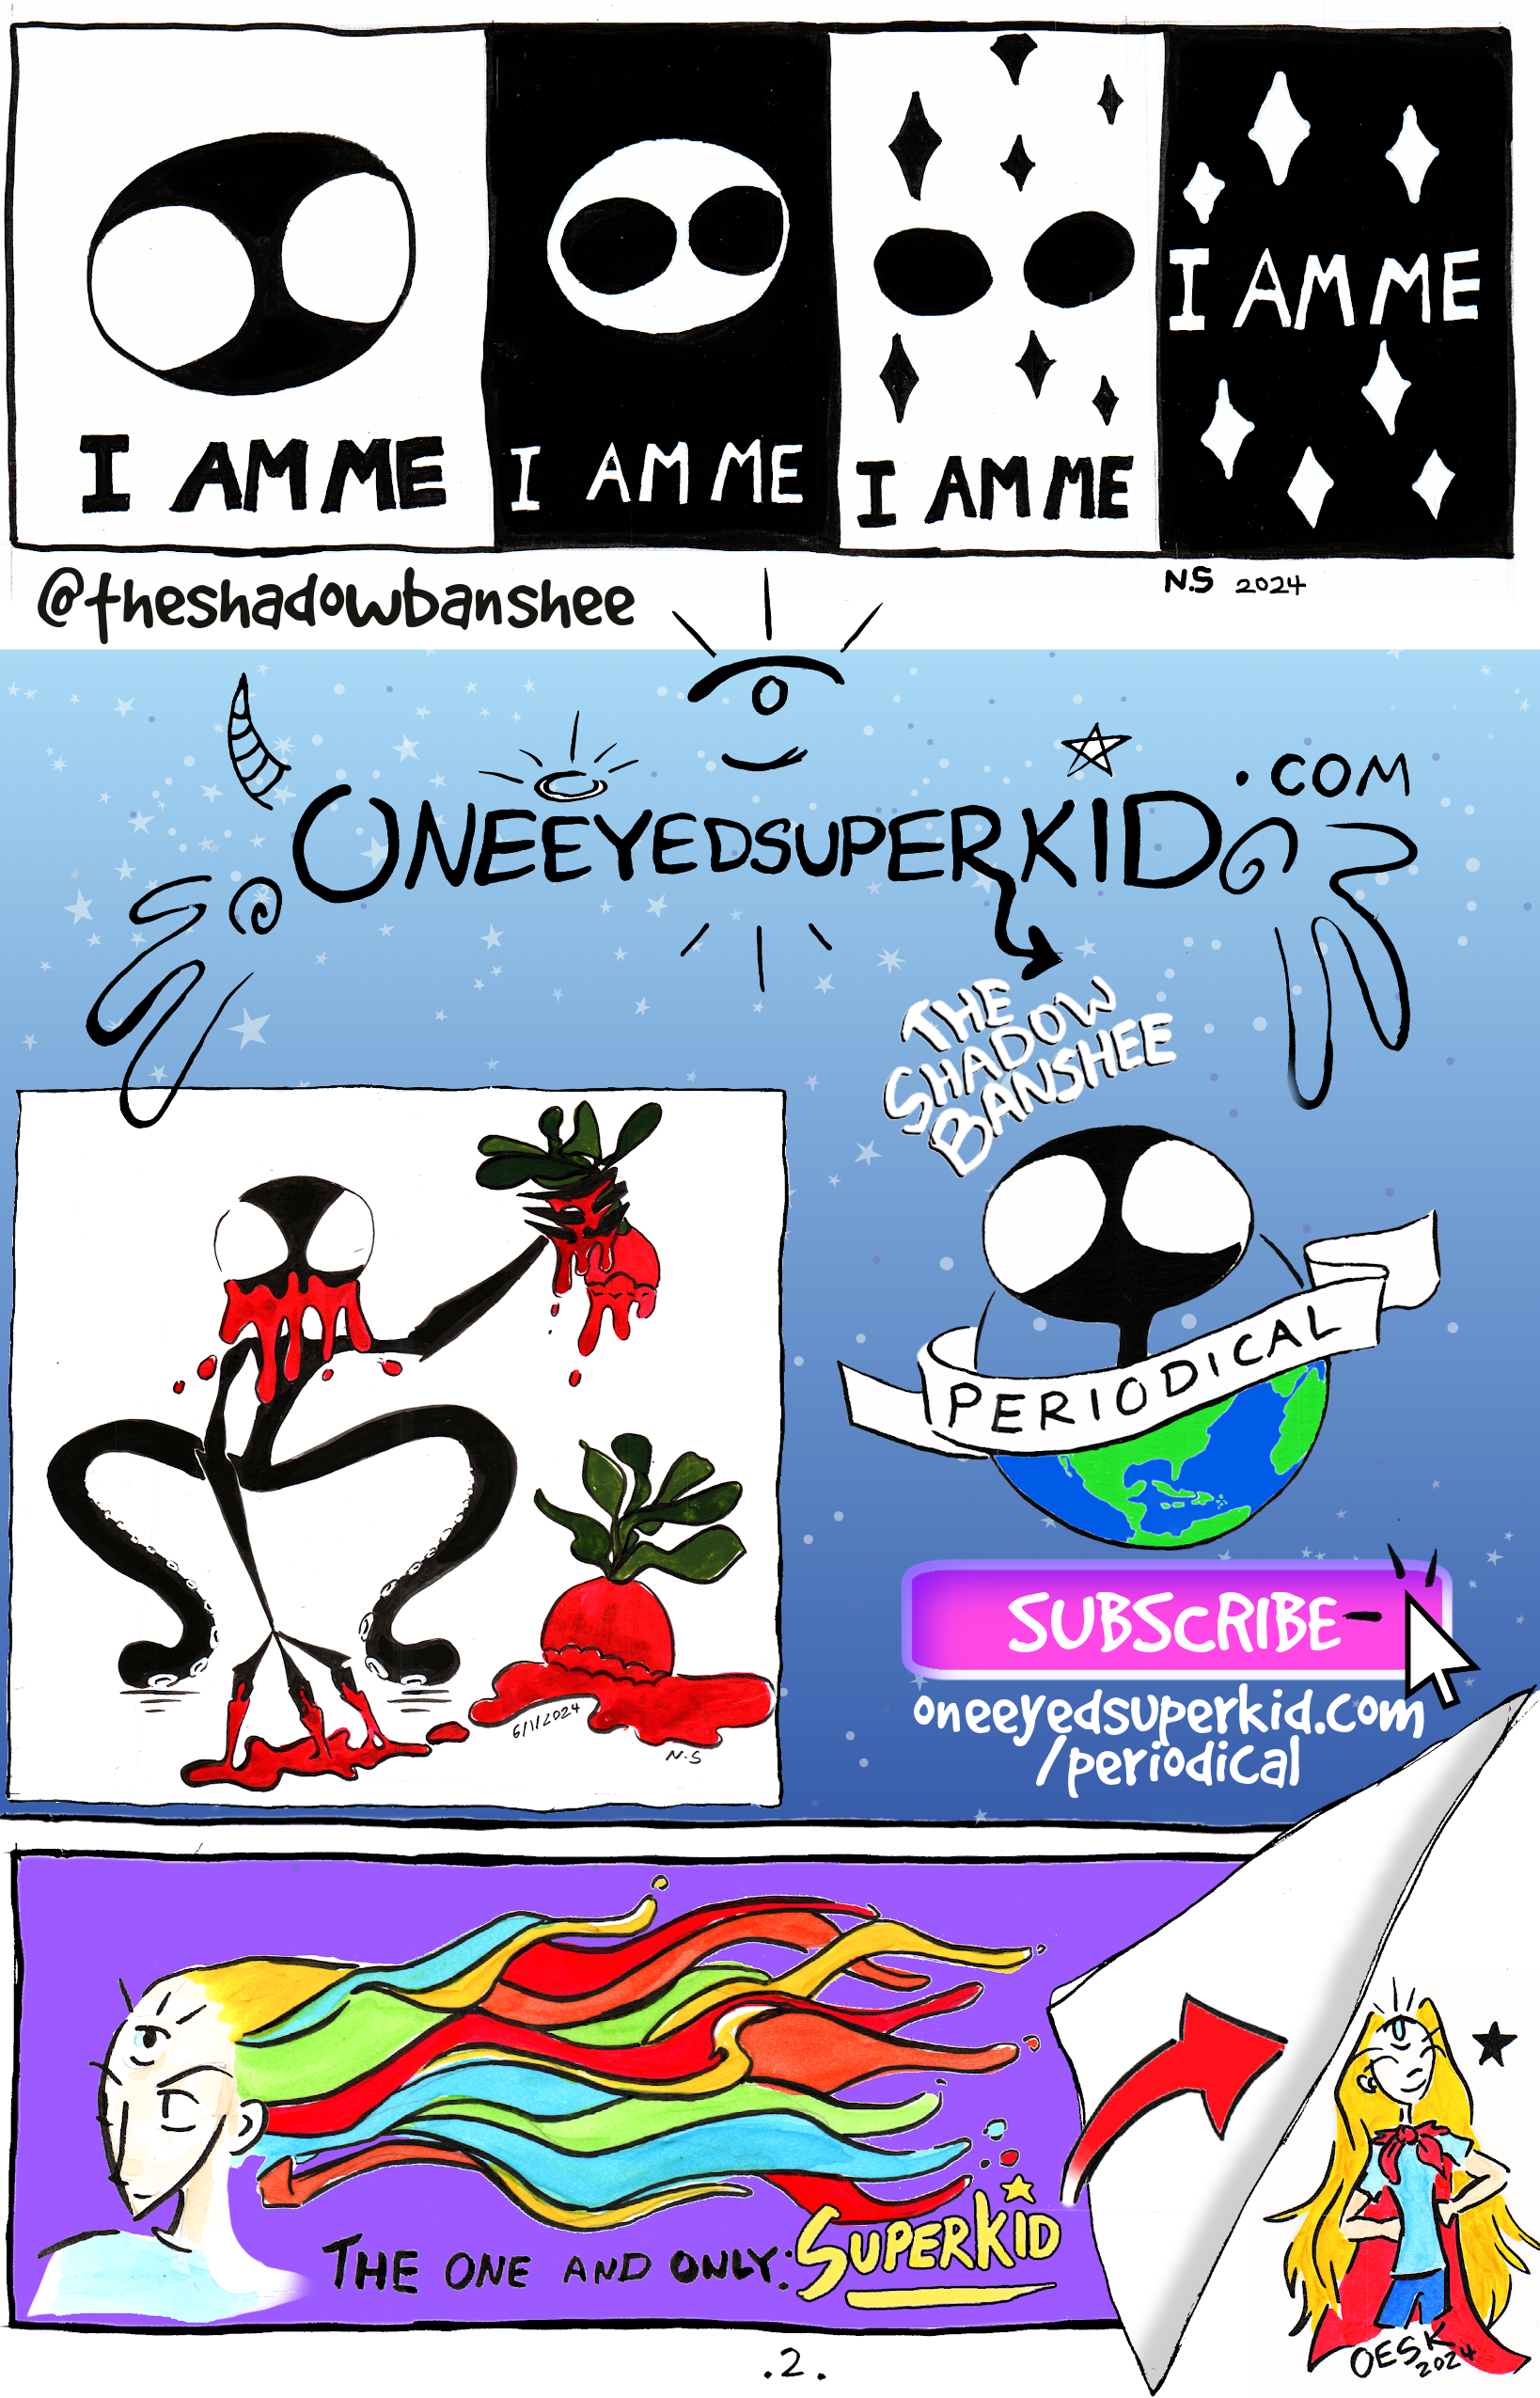 I AM ME
I AM ME
I AM ME
I AM ME
@theshadowbanshee
N.S 2024
ONEEYEDSUPERKID.COM
THE
SHADOW
BANSHEE
PERIODICAL
SUBSCRIBE
oneeyedsuperkid.com
/periodical
6/1/2024
N-S
THE ONE AND ONLY: SUPERKID
OESK
2024
.2.